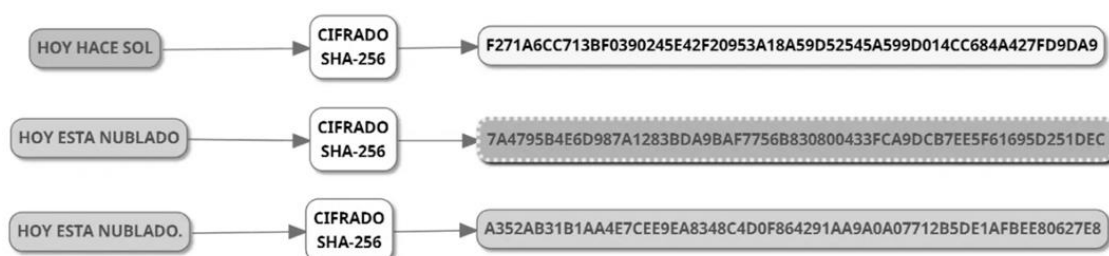 HOY HACE SOL
CIFRADO
SHA-256
F271A6CC713BF0390245E42F20953A18A59D52545A599D014CC684A427FD9DA9
HOY ESTA NUBLADO
CIFRADO
SHA-256
7A4795B4E6D987A1283BDA9BAF7756B830800433FCA9DCB7EE5F61695D251DEC
HOY ESTA NUBLADO.
CIFRADO
SHA-256
A352AB31B1AA4E7CEE9EA8348C4D0F864291AA9A0A07712B5DE1AFBEE80627E8